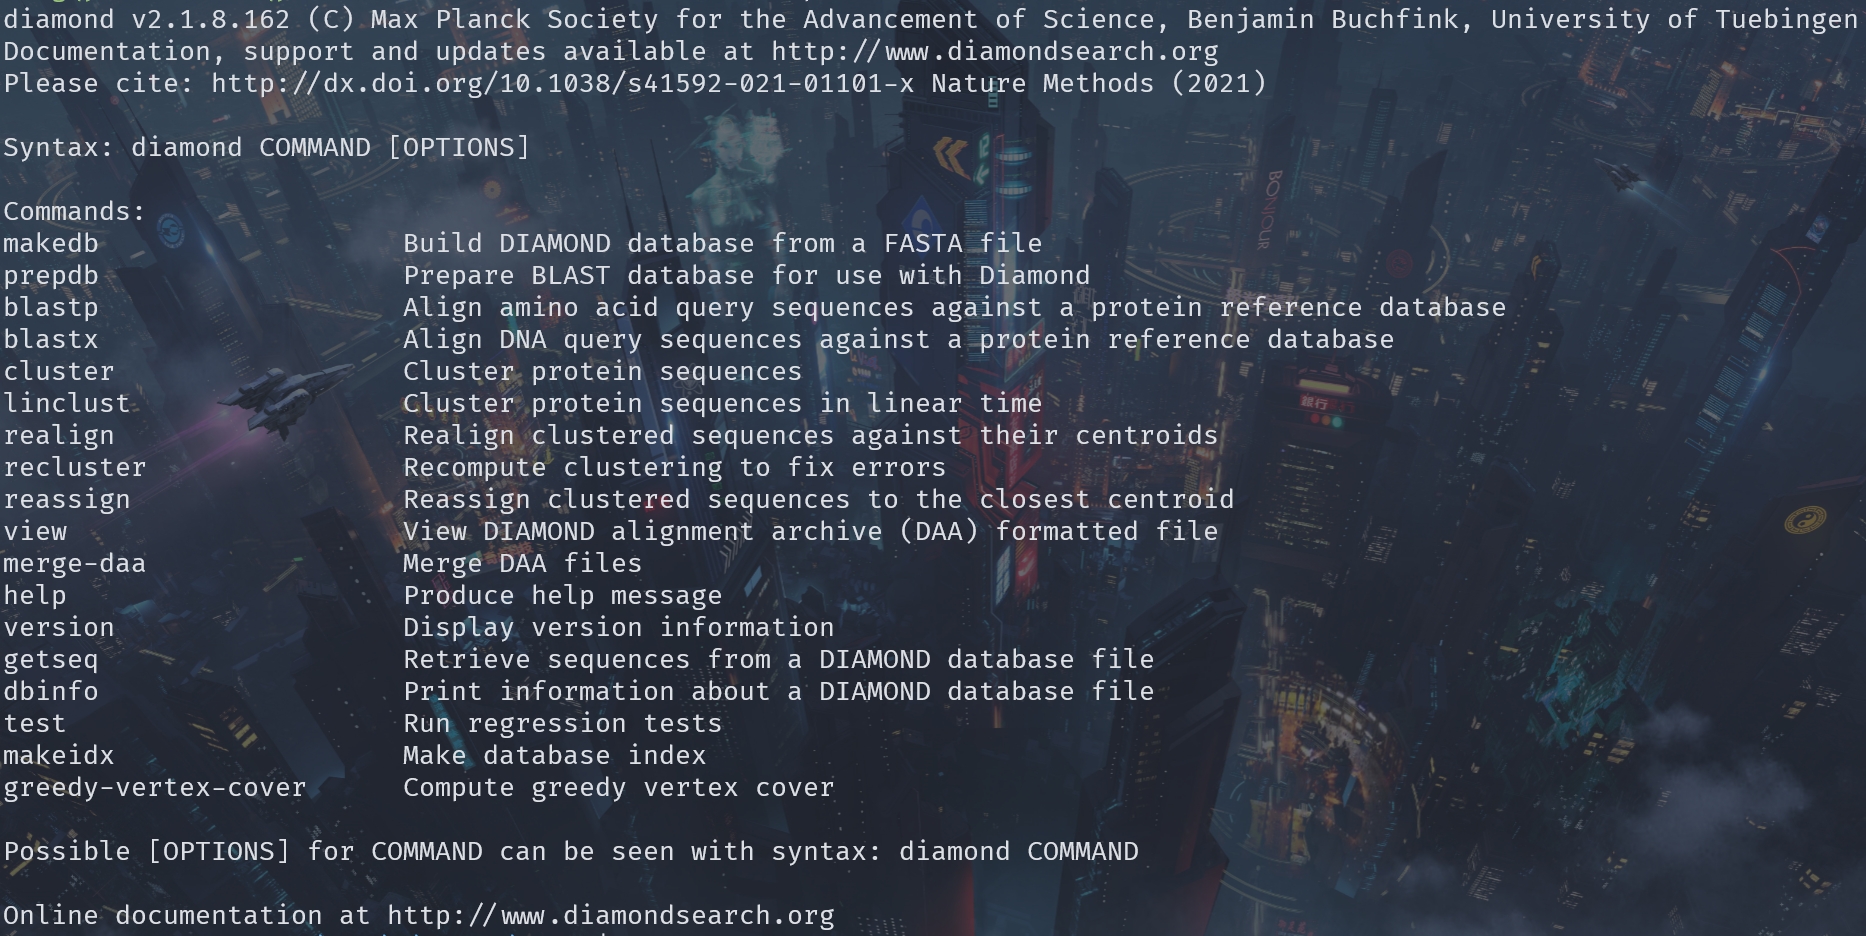 diamond v2.1.8.162 (C) Max Planck Society for the Advancement of Science, Benjamin Buchfink, University of Tuebingen
Documentation, support and updates available at http://www.diamondsearch.org
Please cite: http://dx.doi.org/10.1038/s41592-021-01101-x Nature Methods (2021)
Syntax: diamond COMMAND [OPTIONS]
Commands:
makedb Build DIAMOND database from a FASTA file
prepdb Prepare BLAST database for use with Diamond
blastp Align amino acid query sequences against a protein reference database
blastx Align DNA query sequences against a protein reference database
cluster Cluster protein sequences
linclust Cluster protein sequences in linear time
realign Realign clustered sequences against their centroids
recluster Recompute clustering to fix errors
reassign Reassign clustered sequences to the closest centroid
view View DIAMOND alignment archive (DAA) formatted file
merge-daa Merge DAA files
help Produce help message
version Display version information
getseq Retrieve sequences from a DIAMOND database file
dbinfo Print information about a DIAMOND database file
test Run regression tests
makeidx Make database index
greedy-vertex-cover Compute greedy vertex cover
Possible [OPTIONS] for COMMAND can be seen with syntax: diamond COMMAND
Online documentation at http://www.diamondsearch.org
BONJOUR
银行